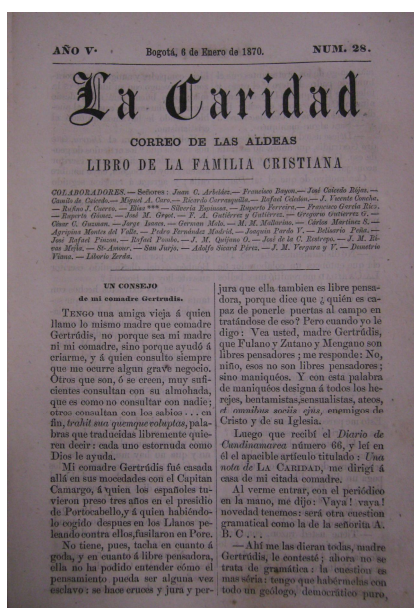 AÑO V· Bogotá, 6 de Enero de 1870. NUM. 28.
La Caridad
CORREO DE LAS ALDEAS
LIBRO DE LA FAMILIA CRISTIANA
COLABORADORES.—Señores: Juan C. Arbeláez.—Francisco Bayon.—José Caicedo Rójas.—
Camilo de Caicedo.—Miguel A. Caro.—Ricardo Carrasquilla.—Rafael Celedon.—J. Vicente Concha.
—Rufino J. Cuervo.—Elías ***—Silveria Espinosa.—Ruperto Ferreira.—Francisco García Rico.
—Ruperto Gómez.—José M. Groot.—F. A. Gutiérrez y Gutiérrez.—Gregorio Gutiérrez G.—
César C. Guzman.—Jorge Isaacs.—German Malo.—M. M. Mallarino.—Cárlos Martínez S.—
Agripina Montes del Valle.—Pedro Fernández Madrid.—Joaquin Pardo V.—Belisario Peña.—
José Rafael Pinzon.—Rafael Pombo.—J. M. Quijano O.—José de la C. Restrepo.—J. M. Ri-
vas Mejía.—St-Amour.—San Jorje.—Adolfo Sicard Pérez.—J. M. Vergara y V.—Demetrio
Viana.—Liborio Zerda.
UN CONSEJO
de mi comadre Gertrúdis.
TENGO una amiga vieja á quien
llamo lo mismo madre que comadre
Gertrúdis, no porque sea mi madre
ni mi comadre, sino porque ayudó á
criarme, y á quien consulto siempre
que me ocurre algun grave negocio.
Otros que son, ó se creen, muy sufi-
cientes consultan con su almohada,
que es como no consultar con nadie;
otros consultan con los sabios . . . en
fin, trahit sua quemque voluptas, pala-
bras que traducidas libremente quie-
ren decir: cada uno estornuda como
Dios le ayuda.
Mi comadre Gertrúdis fué casada
allá en sus mocedades con el Capitan
Camargo, á quien los españoles tu-
vieron preso tres años en el presidio
de Portocabello, y á quien habiéndo-
lo cogido despues en los Llanos pe-
leando contra ellos, fusilaron en Pore.
No tiene, pues, tacha en cuanto á
goda, y en cuanto á libre pensadora,
ella no ha podido entender cómo el
pensamiento pueda ser alguna vez
esclavo: se hace cruces y jura y per-
jura que ella tambien es libre pensa-
dora, porque dice que ¿quién es ca-
paz de ponerle puertas al campo en
tratándose de eso? Pero cuando yo le
digo: Vea usted, madre Gertrúdis,
que Fulano y Zutano y Mengano son
libres pensadores; me responde: No,
niño, esos no son libres pensadores;
sino maniquéos. Y con esta palabra
de maniquéos designa á todos los he-
rejes, bentamistas, sensualistas, ateos,
et omnibus sociis ejus, enemigos de
Cristo y de su Iglesia.
Luego que recibí el Diario de
Cundinamarca número 66, y leí en
él el apacible artículo titulado: Una
nota de LA CARIDAD, me dirigí á
casa de mi citada comadre.
Al verme entrar, con el periódico
en la mano, me dijo: Vaya! vaya!
novedad tenemos: será otra cuestion
gramatical como la de la señorita A.
B. C . . .
—Ahí me las dieran todas, madre
Gertrúdis, le contesté; ahora no se
trata de gramática: la cuestion es
mas séria: tengo que habérmelas con
todo un geólogo, democrático puro,